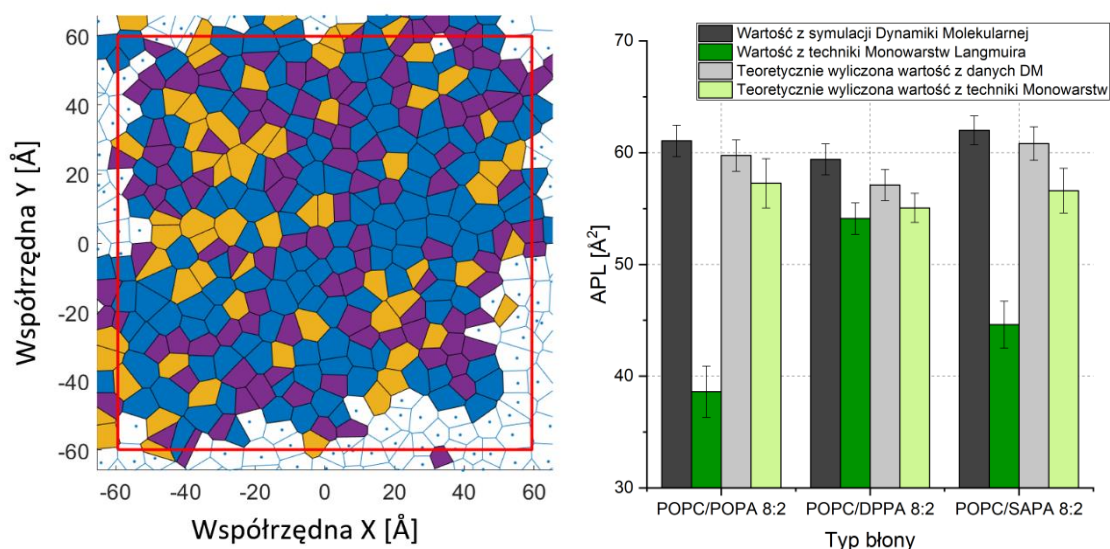 Współrzędna Y [Å]
60
40
20
0
-20
-40
-60
-60 -40 -20 0 20 40 60
Współrzędna X [Å]
Wartość z symulacji Dynamiki Molekularnej
Wartość z techniki Monowarstw Langmuira
Teoretycznie wyliczona wartość z danych DM
Teoretycznie wyliczona wartość z techniki Monowarstw
APL [Å²]
70
60
50
40
30
POPC/POPA 8:2 POPC/DPPA 8:2 POPC/SAPA 8:2
Typ błony